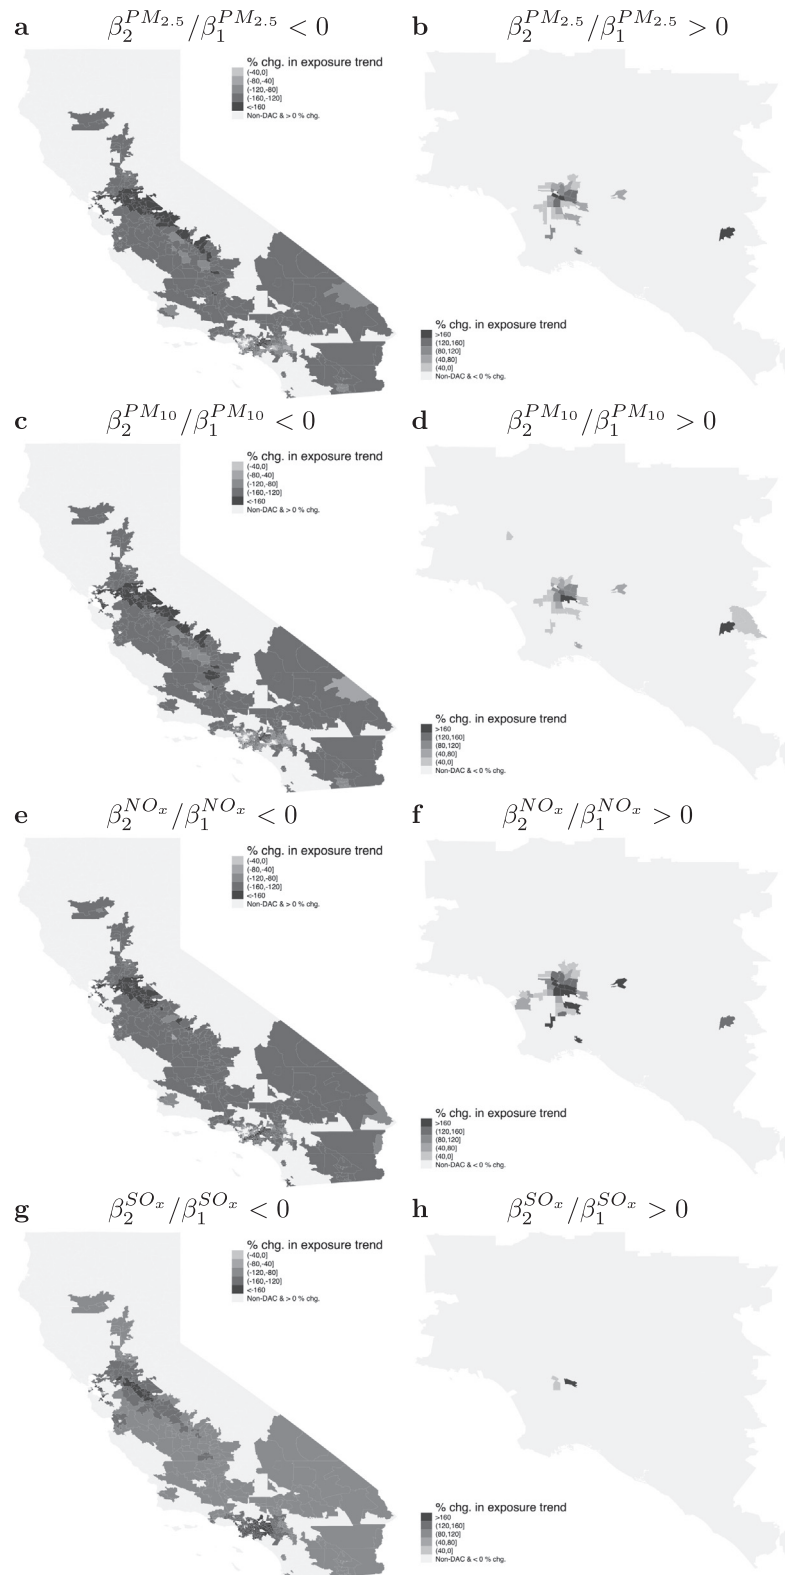 a β₂^{PM₂.₅}/β₁^{PM₂.₅} < 0
b β₂^{PM₂.₅}/β₁^{PM₂.₅} > 0
% chg. in exposure trend
(-40,0]
(-80,-40]
(-120,-80]
(-160,-120]
<-160
Non-DAC & > 0 % chg.
% chg. in exposure trend
>160
(120,160]
(80,120]
(40,80]
(40,0]
Non-DAC & < 0 % chg.
c β₂^{PM₁₀}/β₁^{PM₁₀} < 0
d β₂^{PM₁₀}/β₁^{PM₁₀} > 0
% chg. in exposure trend
(-40,0]
(-80,-40]
(-120,-80]
(-160,-120]
<-160
Non-DAC & > 0 % chg.
% chg. in exposure trend
>160
(120,160]
(80,120]
(40,80]
(40,0]
Non-DAC & < 0 % chg.
e β₂^{NOₓ}/β₁^{NOₓ} < 0
f β₂^{NOₓ}/β₁^{NOₓ} > 0
% chg. in exposure trend
(-40,0]
(-80,-40]
(-120,-80]
(-160,-120]
<-160
Non-DAC & > 0 % chg.
% chg. in exposure trend
>160
(120,160]
(80,120]
(40,80]
(40,0]
Non-DAC & < 0 % chg.
g β₂^{SOₓ}/β₁^{SOₓ} < 0
h β₂^{SOₓ}/β₁^{SOₓ} > 0
% chg. in exposure trend
(-40,0]
(-80,-40]
(-120,-80]
(-160,-120]
<-160
Non-DAC & > 0 % chg.
% chg. in exposure trend
>160
(120,160]
(80,120]
(40,80]
(40,0]
Non-DAC & < 0 % chg.